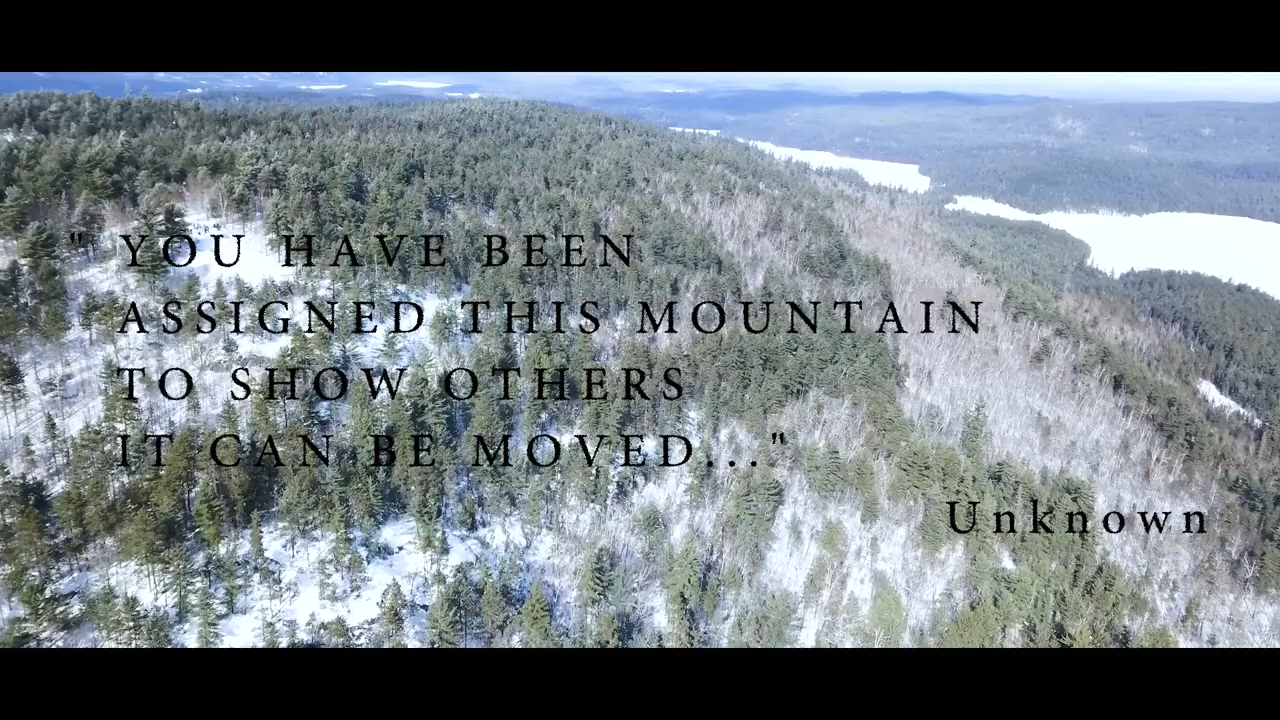 " YOU HAVE BEEN
ASSIGNED THIS MOUNTAIN
TO SHOW OTHERS
IT CAN BE MOVED..."
Unknown